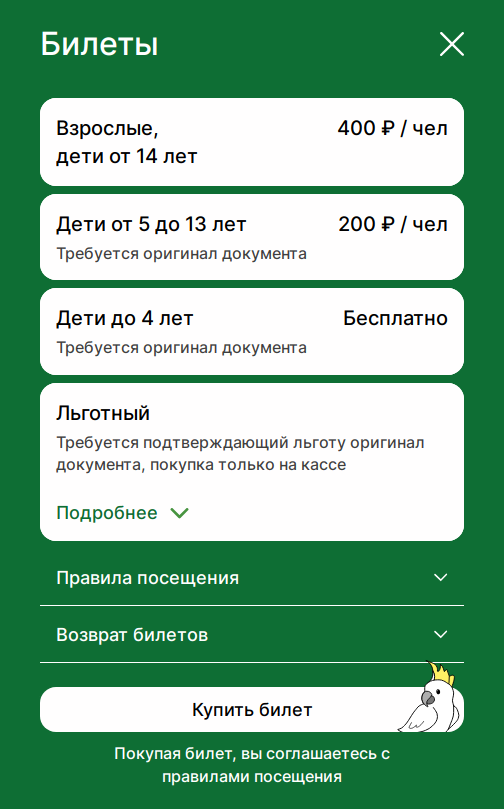 Билеты
Взрослые,
дети от 14 лет
400 ₽ / чел
Дети от 5 до 13 лет
200 ₽ / чел
Требуется оригинал документа
Дети до 4 лет
Бесплатно
Требуется оригинал документа
Льготный
Требуется подтверждающий льготу оригинал
документа, покупка только на кассе
Подробнее
Правила посещения
Возврат билетов
Купить билет
Покупая билет, вы соглашаетесь с
правилами посещения